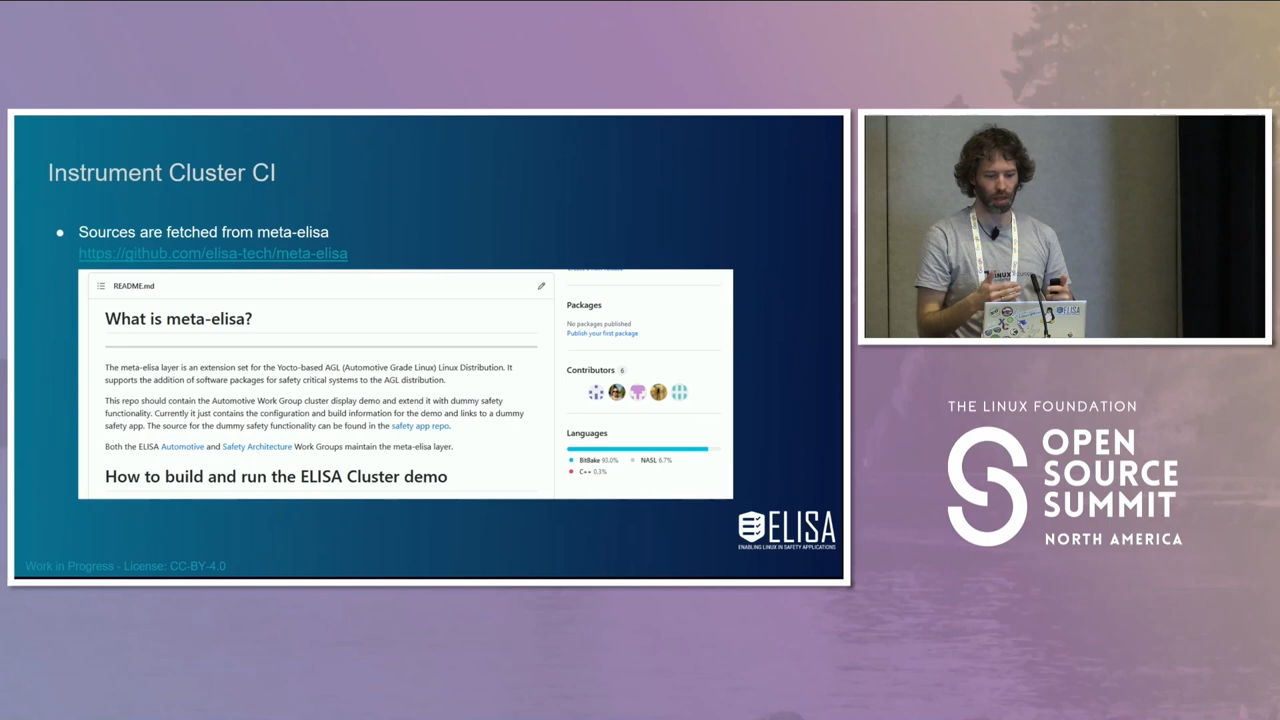 Instrument Cluster CI
● Sources are fetched from meta-elisa
https://github.com/elisa-tech/meta-elisa
README.md
What is meta-elisa?
The meta-elisa layer is an extension set for the Yocto-based AGL (Automotive Grade Linux) Linux Distribution. It
supports the addition of software packages for safety critical systems to the AGL distribution.
This repo should contain the Automotive Work Group cluster display demo and extend it with dummy safety
functionality. Currently it just contains the configuration and build information for the demo and links to a dummy
safety app. The source for the dummy safety functionality can be found in the safety app repo.
Both the ELISA Automotive and Safety Architecture Work Groups maintain the meta-elisa layer.
How to build and run the ELISA Cluster demo
Packages
No packages published
Publish your first package
Contributors 6
Languages
BitBake 93.0% NASL 6.7%
C++ 0.3%
ELISA
ENABLING LINUX IN SAFETY APPLICATIONS
Work in Progress - License: CC-BY-4.0
LINUX
ELISA
THE LINUX FOUNDATION
OPEN
SOURCE
SUMMIT
NORTH AMERICA